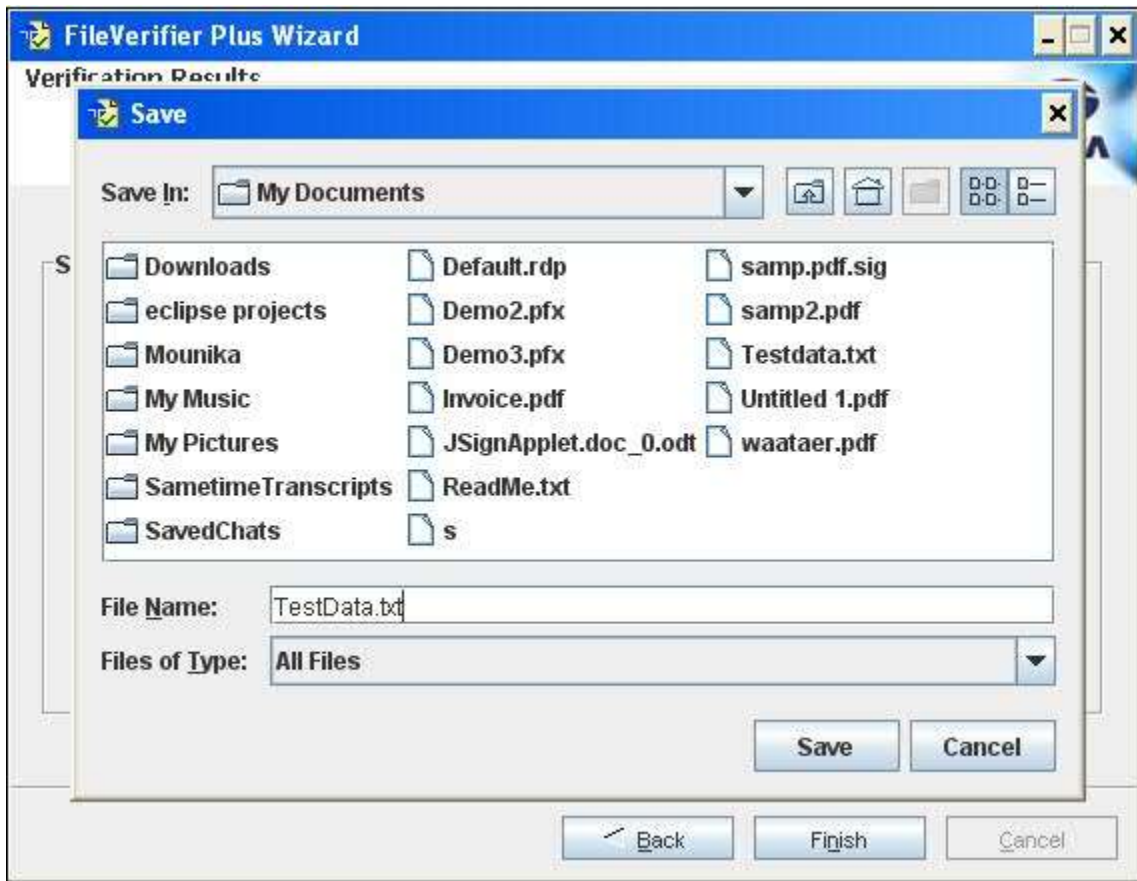 FileVerifier Plus Wizard
Verification Results
Save
Save In: My Documents
Downloads
eclipse projects
Mounika
My Music
My Pictures
SametimeTranscripts
SavedChats
Default.rdp
Demo2.pfx
Demo3.pfx
Invoice.pdf
JSignApplet.doc_0.odt
ReadMe.txt
s
samp.pdf.sig
samp2.pdf
Testdata.txt
Untitled 1.pdf
waataer.pdf
File Name: TestData.txt
Files of Type: All Files
Save Cancel
Back Finish Cancel